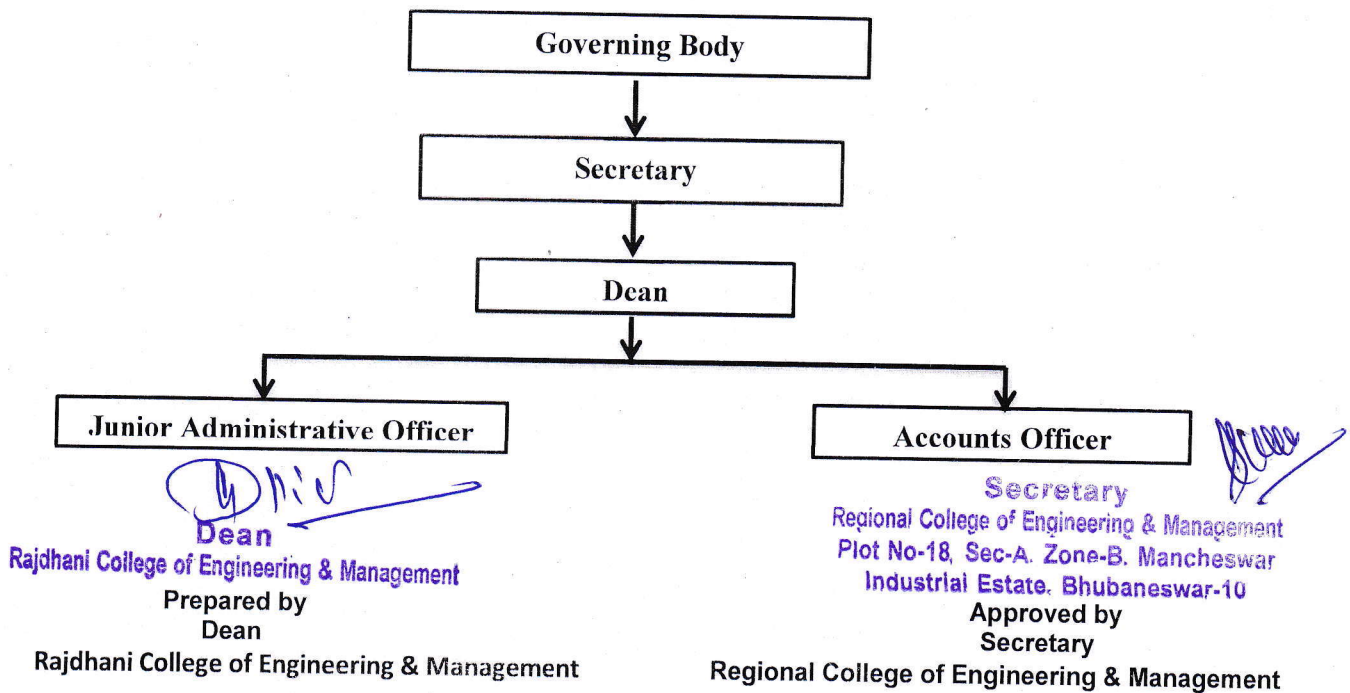 Governing Body
Secretary
Dean
Junior Administrative Officer
Accounts Officer
Dean
Rajdhani College of Engineering & Management
Prepared by
Dean
Rajdhani College of Engineering & Management
Secretary
Regional College of Engineering & Management
Plot No-18, Sec-A. Zone-B. Mancheswar
Industrial Estate. Bhubaneswar-10
Approved by
Secretary
Regional College of Engineering & Management